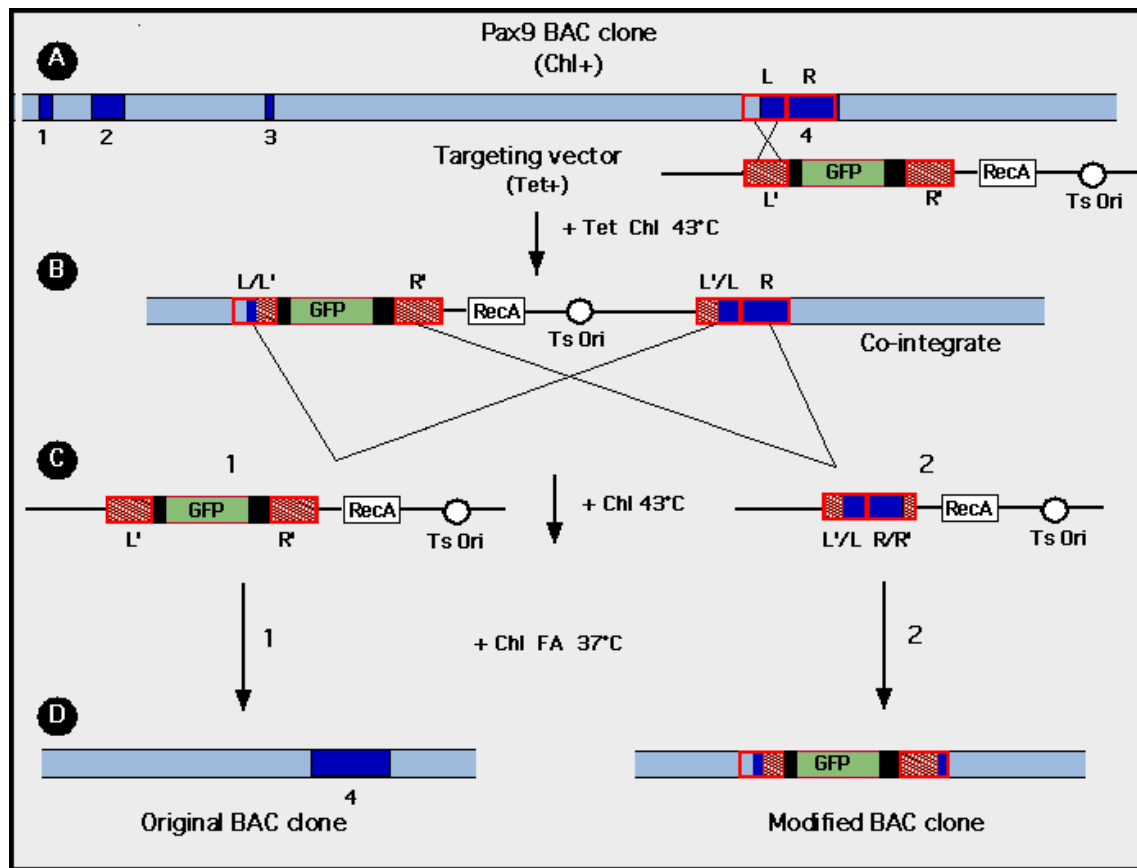 Pax9 BAC clone
(Chl+)
A
L R
1 2 3 4
Targeting vector
(Tet+)
GFP RecA
L' R' Ts Ori
+ Tet Chl 43°C
B
L/L' R' L'/L R
GFP RecA
Ts Ori
Co-integrate
C
1 2
GFP RecA RecA
L' R' Ts Ori
+ Chl 43°C
L'/L R/R' Ts Ori
1 2
+ Chl FA 37°C
D
GFP
4
Original BAC clone
Modified BAC clone